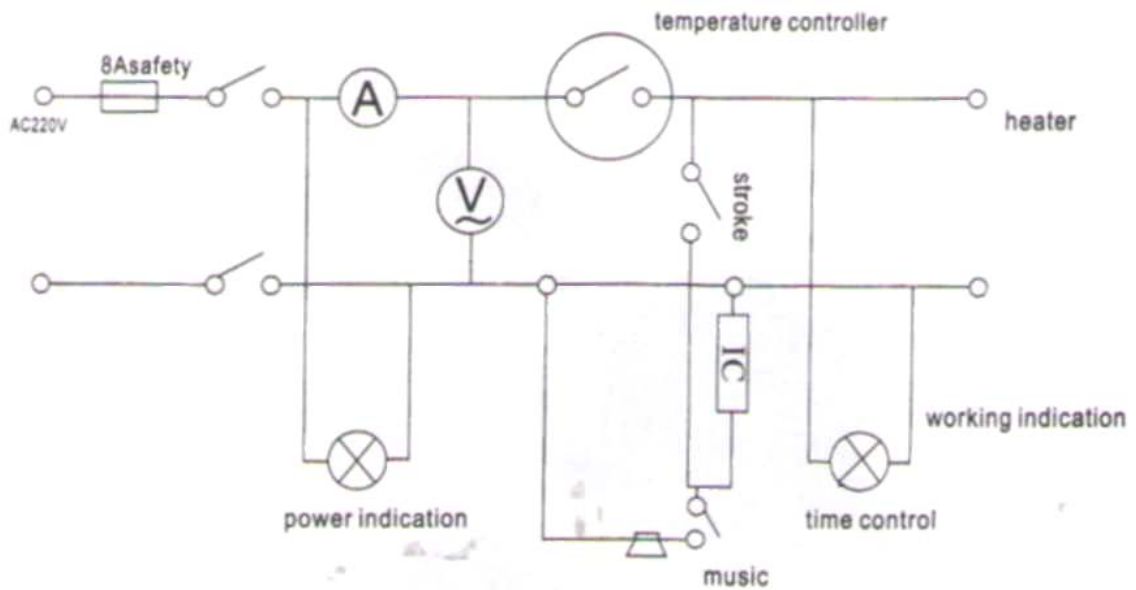 temperature controller
8Asafety
A
AC220V
heater
V
stroke
IC
working indication
power indication
time control
music